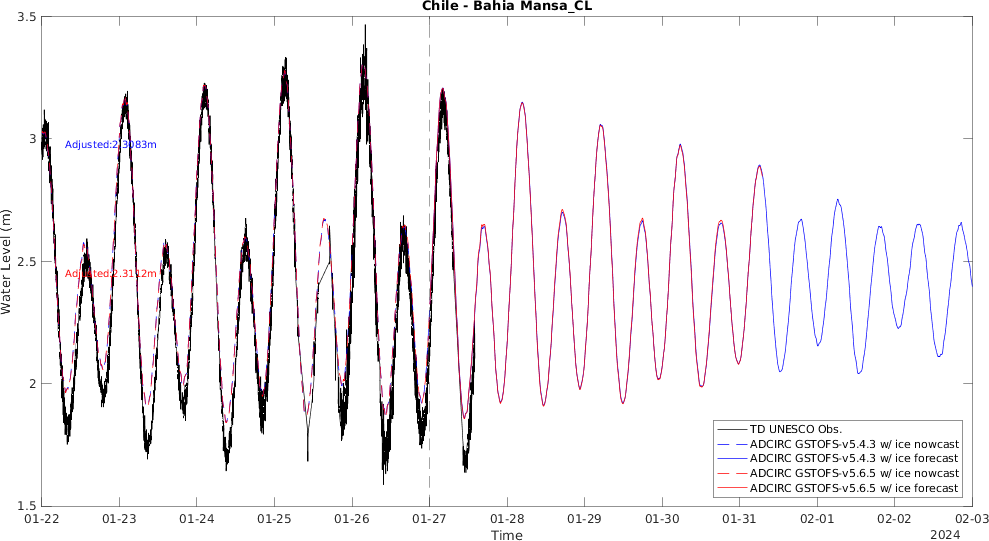 Chile - Bahia Mansa_CL
Water Level (m)
3.5
3
2.5
2
1.5
Adjusted:2.3083m
Adjusted:2.3112m
TD UNESCO Obs.
ADCIRC GSTOFS-v5.4.3 w/ ice nowcast
ADCIRC GSTOFS-v5.4.3 w/ ice forecast
ADCIRC GSTOFS-v5.6.5 w/ ice nowcast
ADCIRC GSTOFS-v5.6.5 w/ ice forecast
01-22 01-23 01-24 01-25 01-26 01-27 01-28 01-29 01-30 01-31 02-01 02-02 02-03
Time
2024